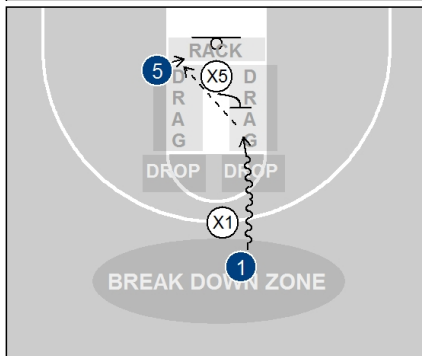 RACK
5
X5
D D
R R
A A
G G
DROP DROP
X1
1
BREAK DOWN ZONE